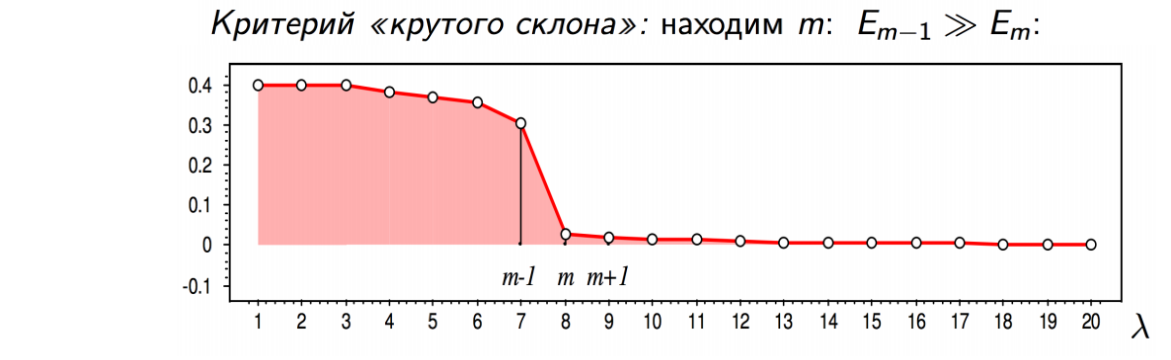 Критерий «крутого склона»: находим m: E_{m−1} ≫ E_m:
0.4
0.3
0.2
0.1
0
-0.1
m-1 m m+1
1 2 3 4 5 6 7 8 9 10 11 12 13 14 15 16 17 18 19 20 λ